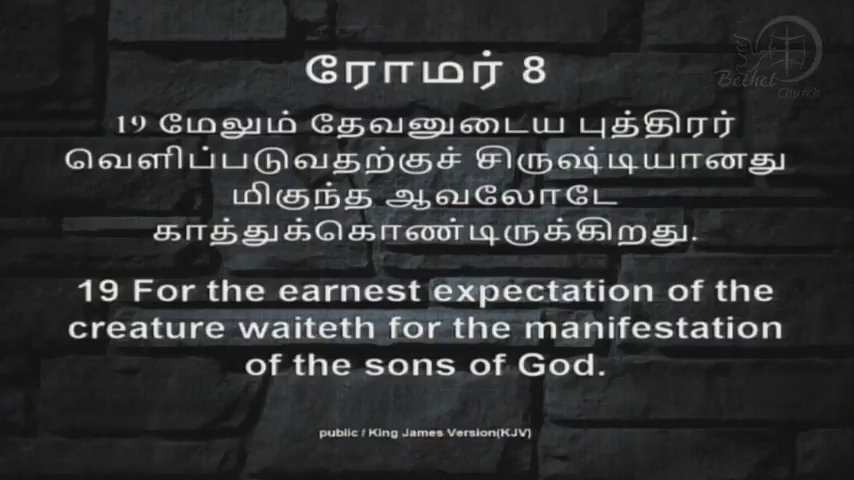 Bethel
Church
ரோமர் 8
19 மேலும் தேவனுடைய புத்திரர்
வெளிப்படுவதற்குச் சிருஷ்டியானது
மிகுந்த ஆவலோடே
காத்துக்கொண்டிருக்கிறது.
19 For the earnest expectation of the
creature waiteth for the manifestation
of the sons of God.
public / King James Version(KJV)